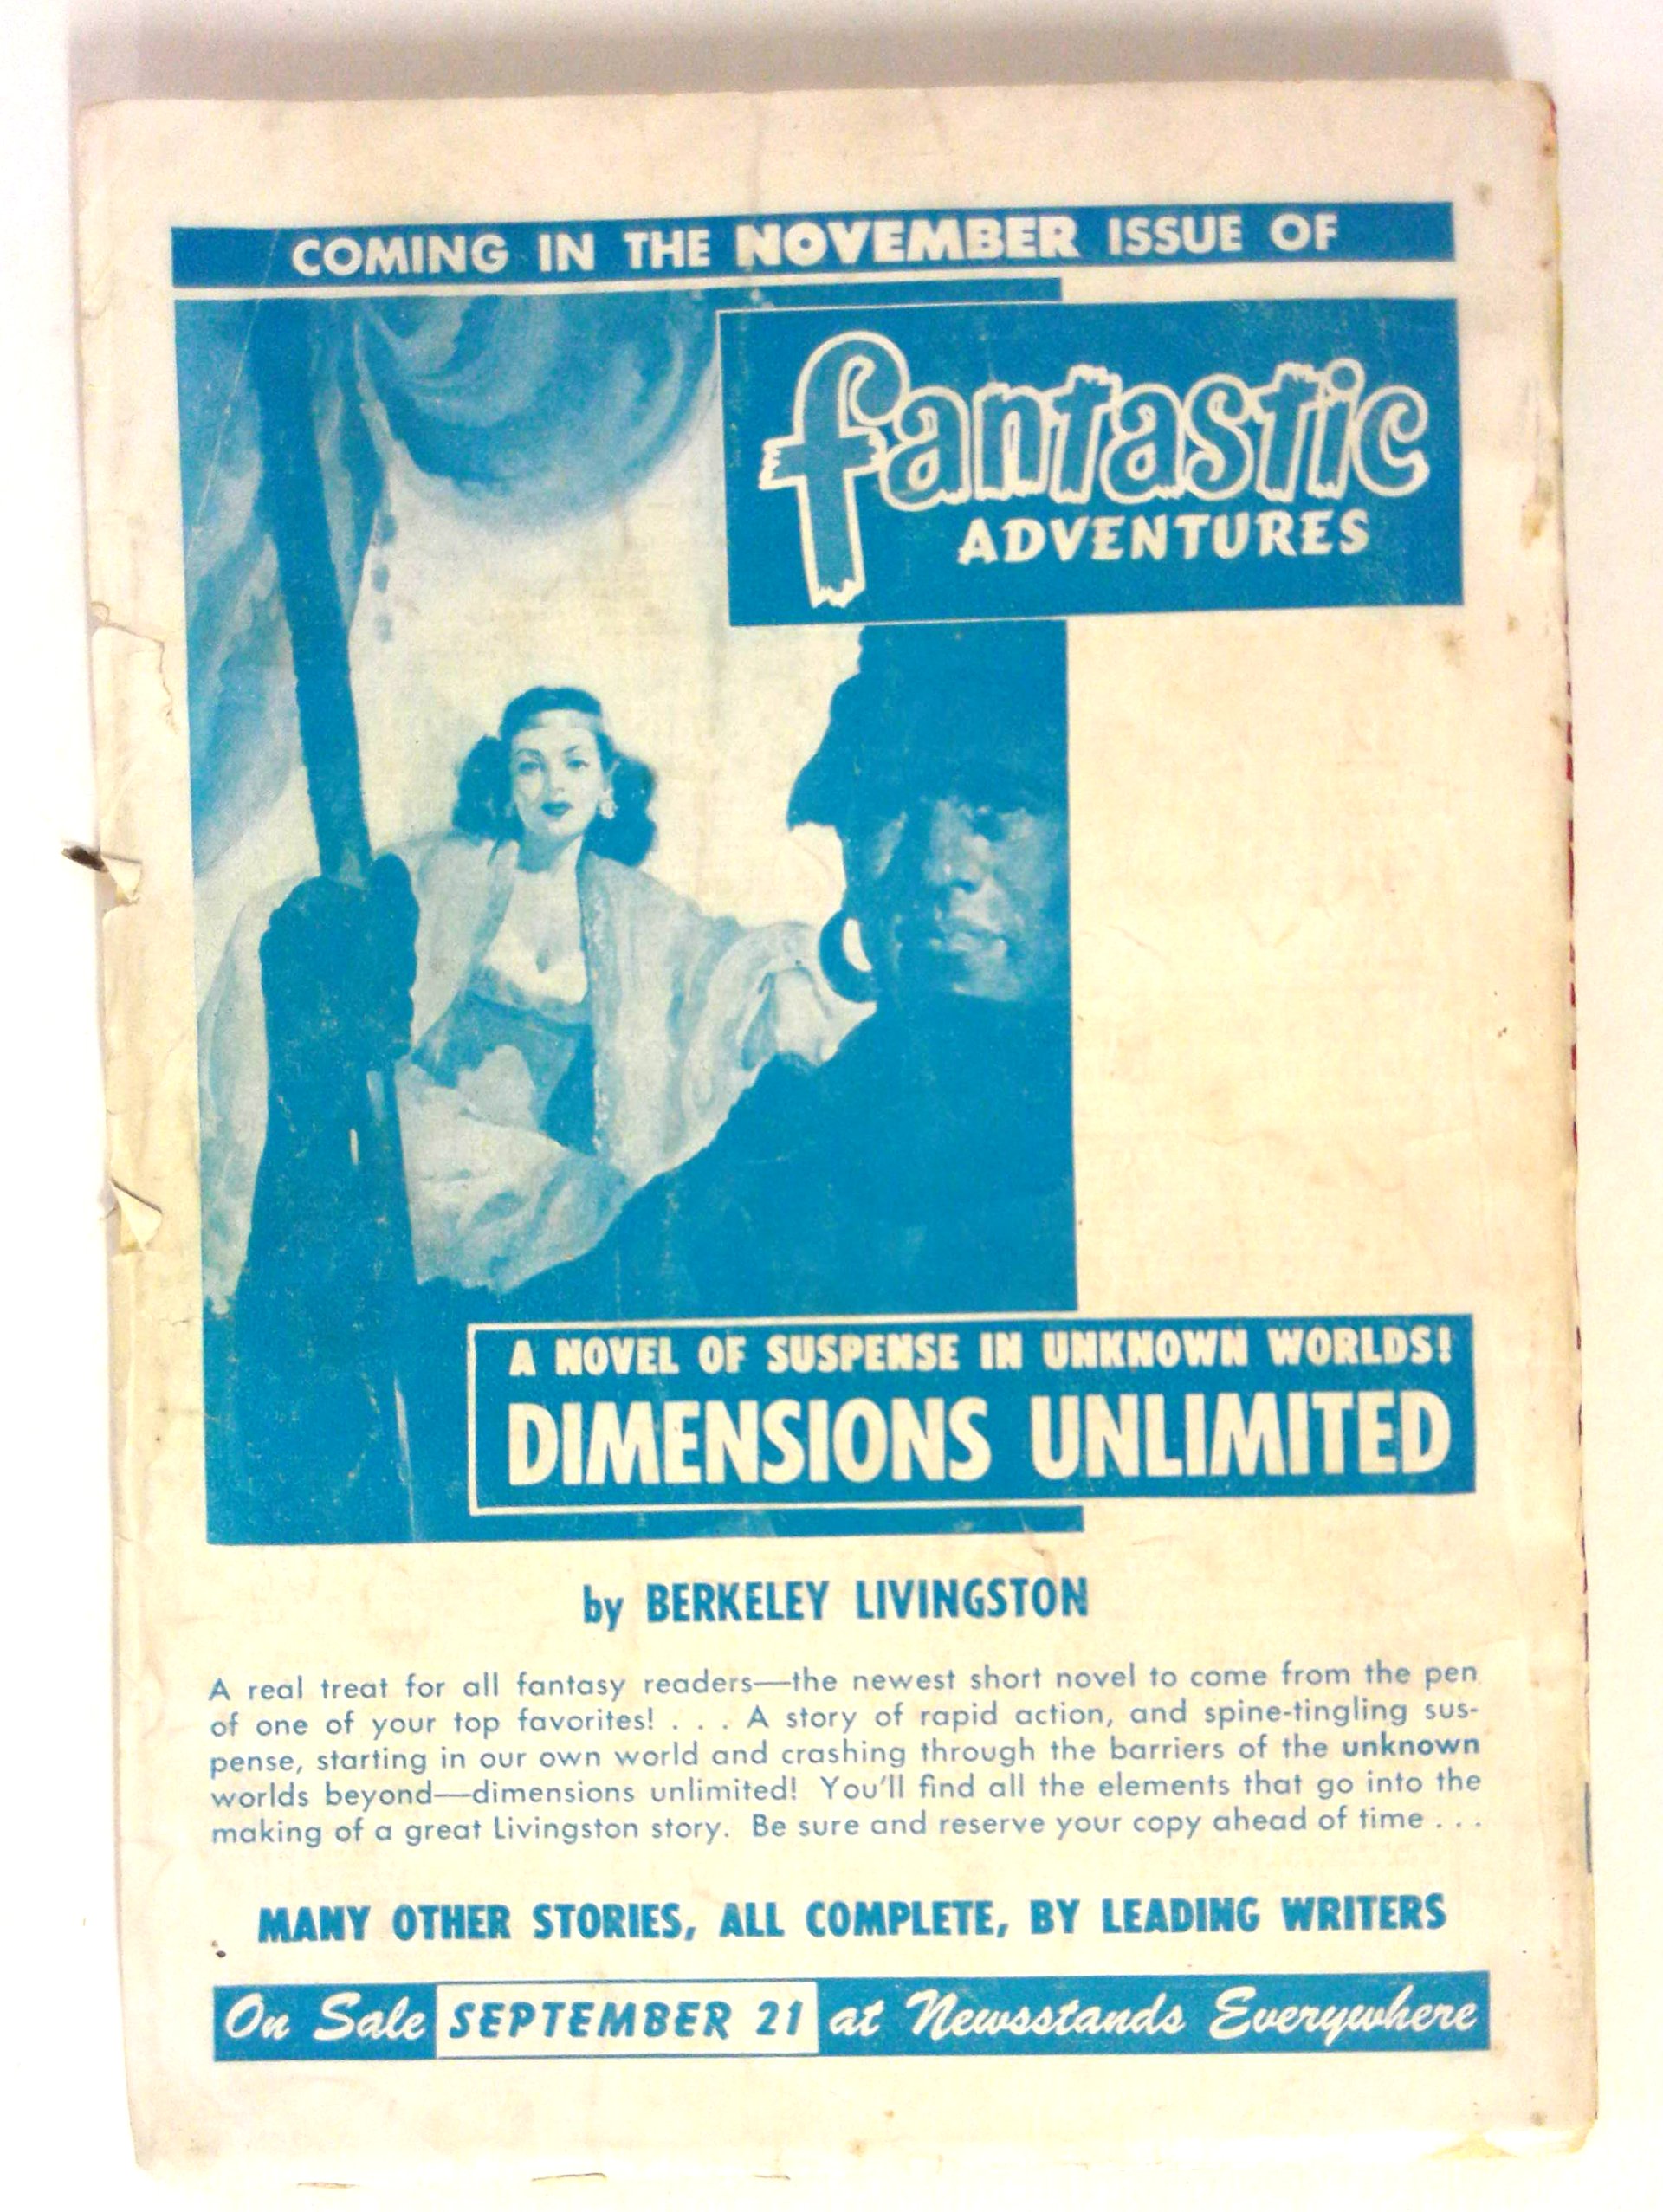 COMING IN THE NOVEMBER ISSUE OF
fantastic
ADVENTURES
A NOVEL OF SUSPENSE IN UNKNOWN WORLDS!
DIMENSIONS UNLIMITED
by BERKELEY LIVINGSTON
A real treat for all fantasy readers—the newest short novel to come from the pen
of one of your top favorites! . . . A story of rapid action, and spine-tingling sus-
pense, starting in our own world and crashing through the barriers of the unknown
worlds beyond—dimensions unlimited! You'll find all the elements that go into the
making of a great Livingston story. Be sure and reserve your copy ahead of time . . .
MANY OTHER STORIES, ALL COMPLETE, BY LEADING WRITERS
On Sale SEPTEMBER 21 at Newsstands Everywhere